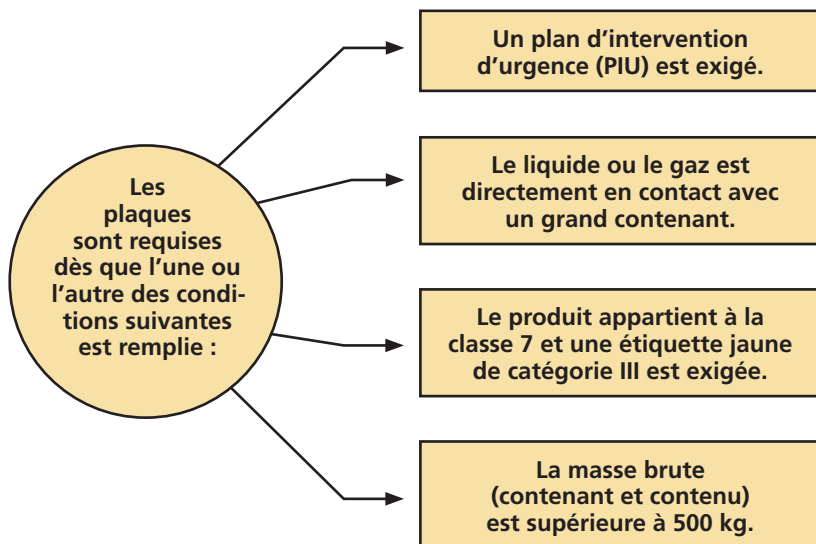 Les
plaques
sont requises
dès que l’une ou
l’autre des condi-
tions suivantes
est remplie :
Un plan d’intervention
d’urgence (PIU) est exigé.
Le liquide ou le gaz est
directement en contact avec
un grand contenant.
Le produit appartient à la
classe 7 et une étiquette jaune
de catégorie III est exigée.
La masse brute
(contenant et contenu)
est supérieure à 500 kg.